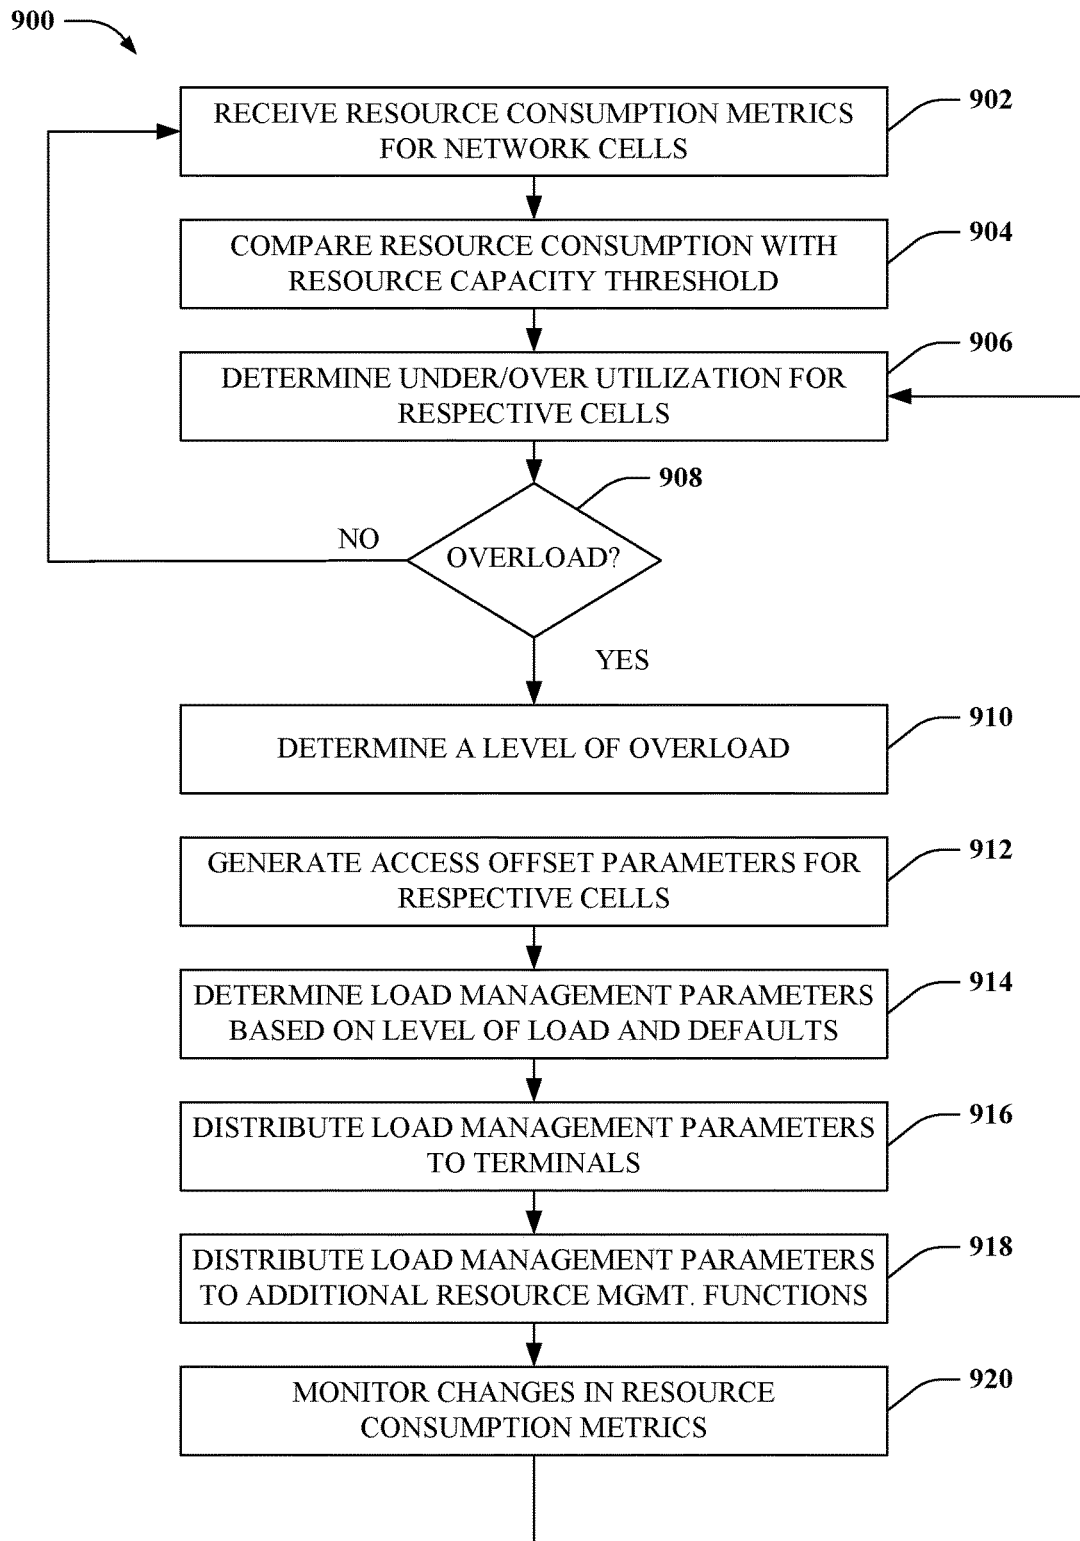 900
RECEIVE RESOURCE CONSUMPTION METRICS
FOR NETWORK CELLS
902
COMPARE RESOURCE CONSUMPTION WITH
RESOURCE CAPACITY THRESHOLD
904
DETERMINE UNDER/OVER UTILIZATION FOR
RESPECTIVE CELLS
906
908
OVERLOAD?
NO
YES
DETERMINE A LEVEL OF OVERLOAD
910
GENERATE ACCESS OFFSET PARAMETERS FOR
RESPECTIVE CELLS
912
DETERMINE LOAD MANAGEMENT PARAMETERS
BASED ON LEVEL OF LOAD AND DEFAULTS
914
DISTRIBUTE LOAD MANAGEMENT PARAMETERS
TO TERMINALS
916
DISTRIBUTE LOAD MANAGEMENT PARAMETERS
TO ADDITIONAL RESOURCE MGMT. FUNCTIONS
918
MONITOR CHANGES IN RESOURCE
CONSUMPTION METRICS
920